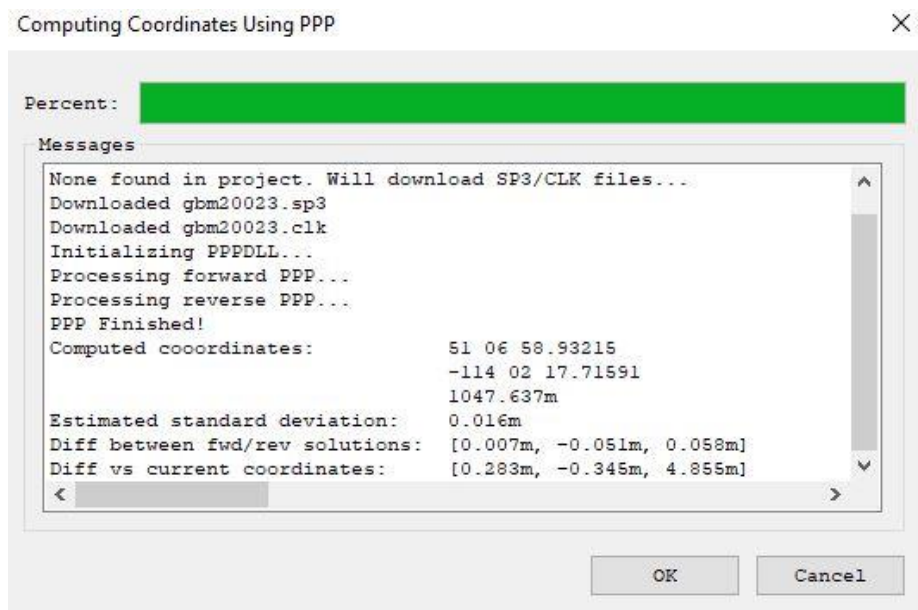 Computing Coordinates Using PPP
Percent:
Messages
None found in project. Will download SP3/CLK files...
Downloaded gbm20023.sp3
Downloaded gbm20023.clk
Initializing PPPDLL...
Processing forward PPP...
Processing reverse PPP...
PPP Finished!
Computed cooordinates: 51 06 58.93215
-114 02 17.71591
1047.637m
Estimated standard deviation: 0.016m
Diff between fwd/rev solutions: [0.007m, -0.051m, 0.058m]
Diff vs current coordinates: [0.283m, -0.345m, 4.855m]
OK Cancel